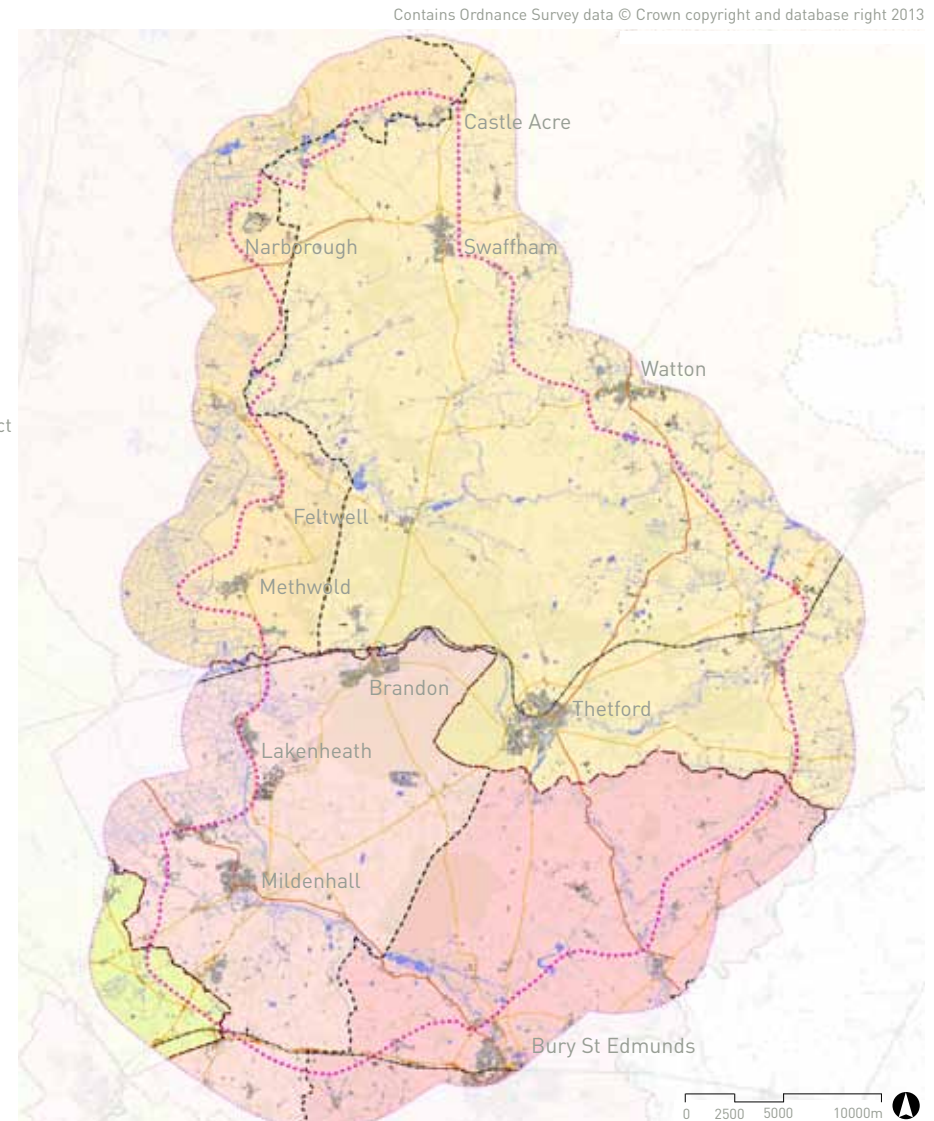 Contains Ordnance Survey data © Crown copyright and database right 2013
Castle Acre
Narborough
Swaffham
Watton
ct
Feltwell
Methwold
Brandon
Thetford
Lakenheath
Mildenhall
Bury St Edmunds
0 2500 5000 10000m